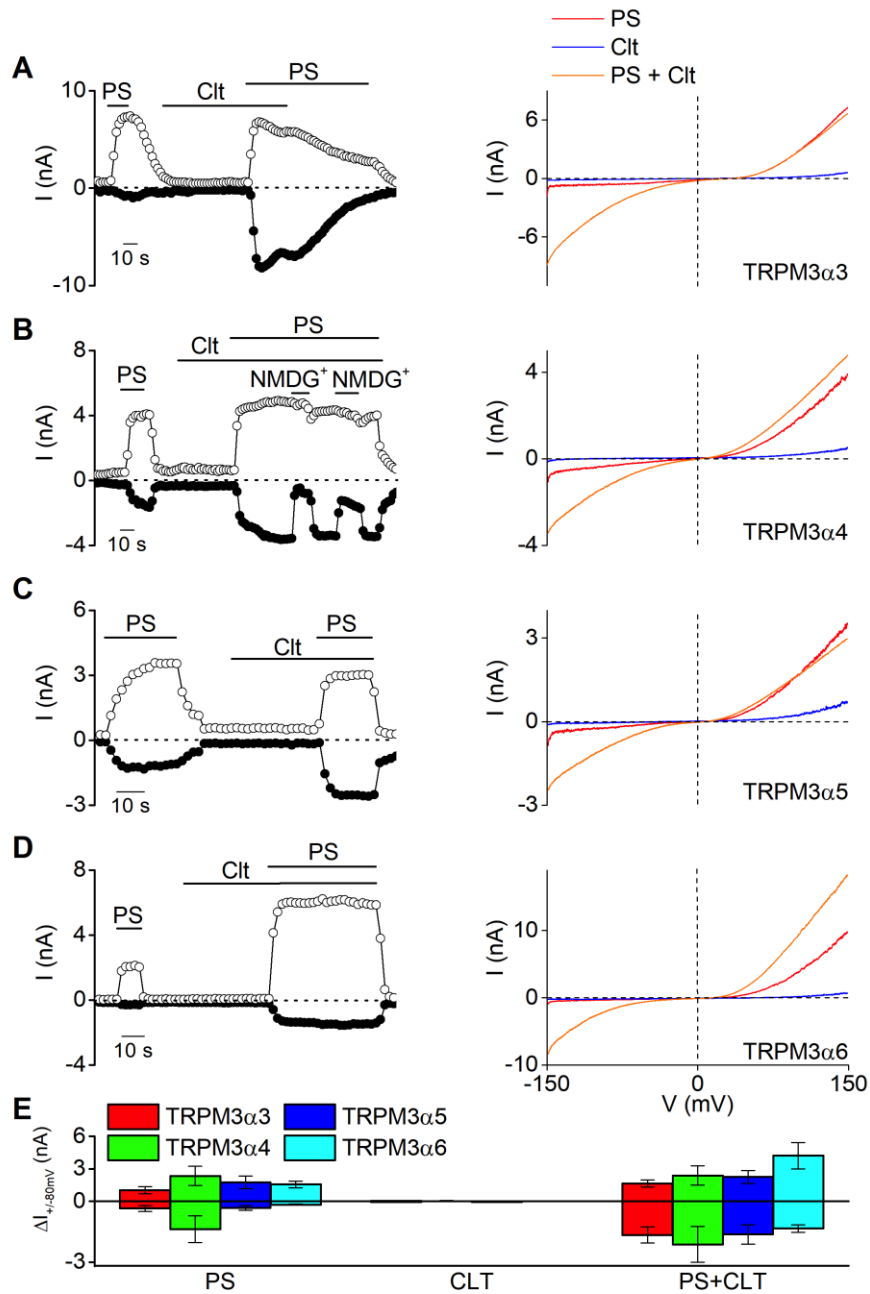 PS
Clt
PS + Clt
A
PS
Clt
PS
I (nA)
10
0
-10
10 s
I (nA)
6
0
-6
TRPM3α3
B
PS
Clt
PS
NMDG+ NMDG+
I (nA)
8
4
0
-4
10 s
I (nA)
4
0
-4
TRPM3α4
C
PS
Clt
PS
I (nA)
6
3
0
-3
10 s
I (nA)
3
0
-3
TRPM3α5
D
PS
Clt
PS
I (nA)
8
4
0
-4
10 s
I (nA)
10
0
-10
TRPM3α6
-150 0 150
V (mV)
E
TRPM3α3 TRPM3α5
TRPM3α4 TRPM3α6
ΔI+/-80mV (nA)
6
3
0
-3
PS CLT PS+CLT